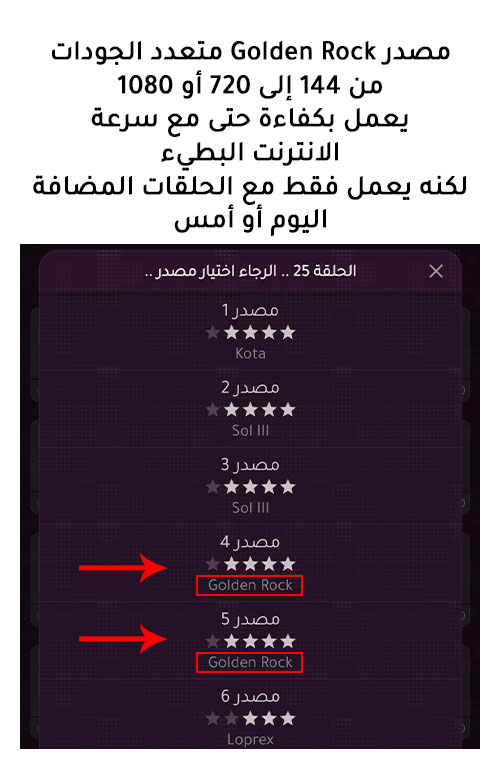 مصدر Golden Rock متعدد الجودات
من 144 إلى 720 أو 1080
يعمل بكفاءة حتى مع سرعة
الانترنت البطيء
لكنه يعمل فقط مع الحلقات المضافة
اليوم أو أمس
الحلقة 25 .. الرجاء اختيار مصدر ..
مصدر 1
Kota
مصدر 2
Sol III
مصدر 3
Sol III
مصدر 4
Golden Rock
مصدر 5
Golden Rock
مصدر 6
Loprex